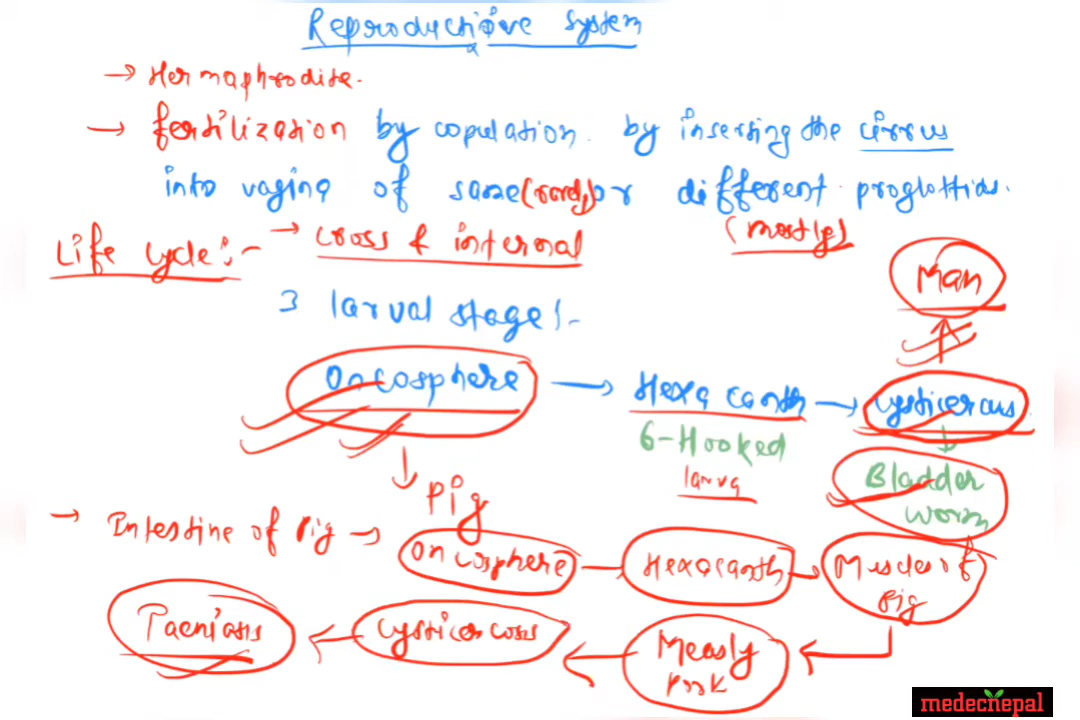 Reproductive System
→ Hermaphrodite.
→ fertilization by copulation. by inserting the cirrus
into vagina of same (rarely) or different proglottids.
(mostly)
Life Cycle:- → Cross & internal
Man
3 larval stage:-
Oncosphere → Hexacanth → Cysticercus
6-Hooked
larva
Bladder
worm
Pig
→ Intestine of Pig → Oncosphere → Hexacanth → Muscles of
Pig
Taeniasis ← Cysticercosis ← Measly
Pork
medecnepal